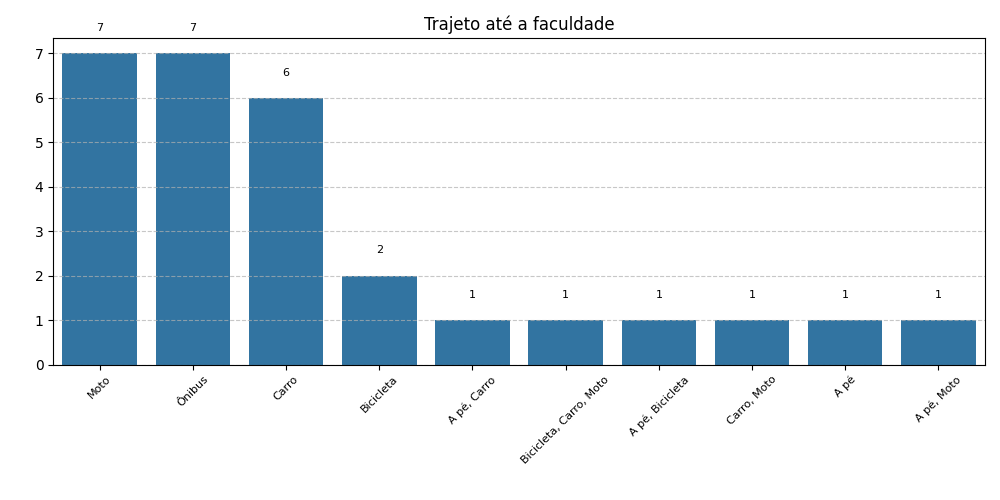 Trajeto até a faculdade
7
7
6
2
1
1
1
1
1
1
7
6
5
4
3
2
1
0
Moto
Ônibus
Carro
Bicicleta
A pé, Carro
Bicicleta, Carro, Moto
A pé, Bicicleta
Carro, Moto
A pé
A pé, Moto